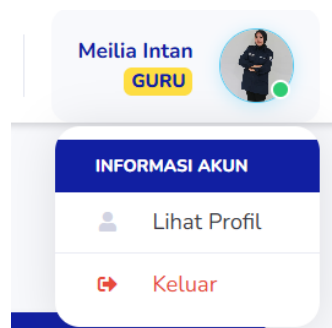 Meilia Intan
GURU
INFORMASI AKUN
Lihat Profil
Keluar